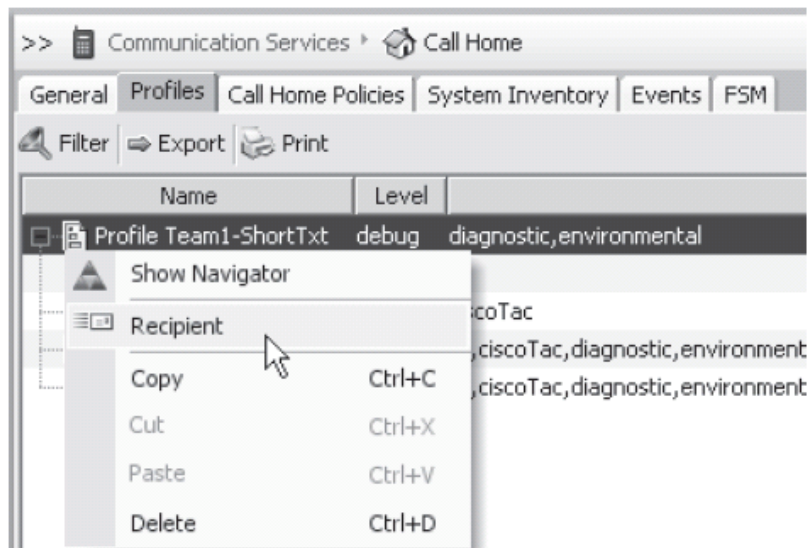 >> Communication Services Call Home
General Profiles Call Home Policies System Inventory Events FSM
Filter Export Print
Name Level
Profile Team1-ShortTxt debug diagnostic,environmental
Show Navigator
Recipient
scoTac
,ciscoTac,diagnostic,environment
Copy Ctrl+C
,ciscoTac,diagnostic,environment
Cut Ctrl+X
Paste Ctrl+V
Delete Ctrl+D